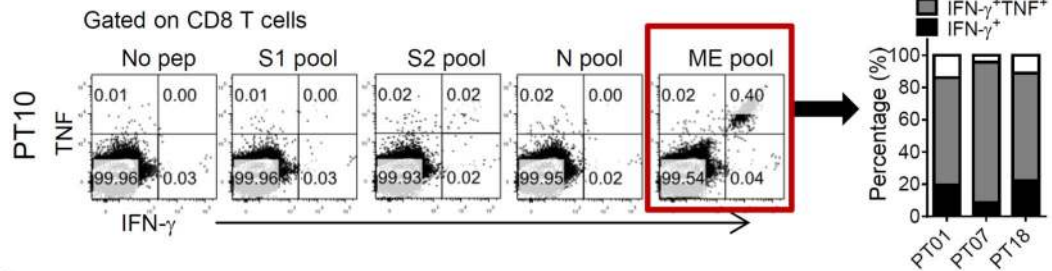 Gated on CD8 T cells
No pep S1 pool S2 pool N pool ME pool
PT10
TNF
0.01 0.00 0.01 0.00 0.02 0.02 0.02 0.00 0.02 0.40
99.96 0.03 99.96 0.03 99.93 0.02 99.95 0.02 99.54 0.04
IFN-γ
IFN-γ⁺TNF⁺
IFN-γ⁺
Percentage (%)
100
80
60
40
20
0
PT01 PT07 PT18